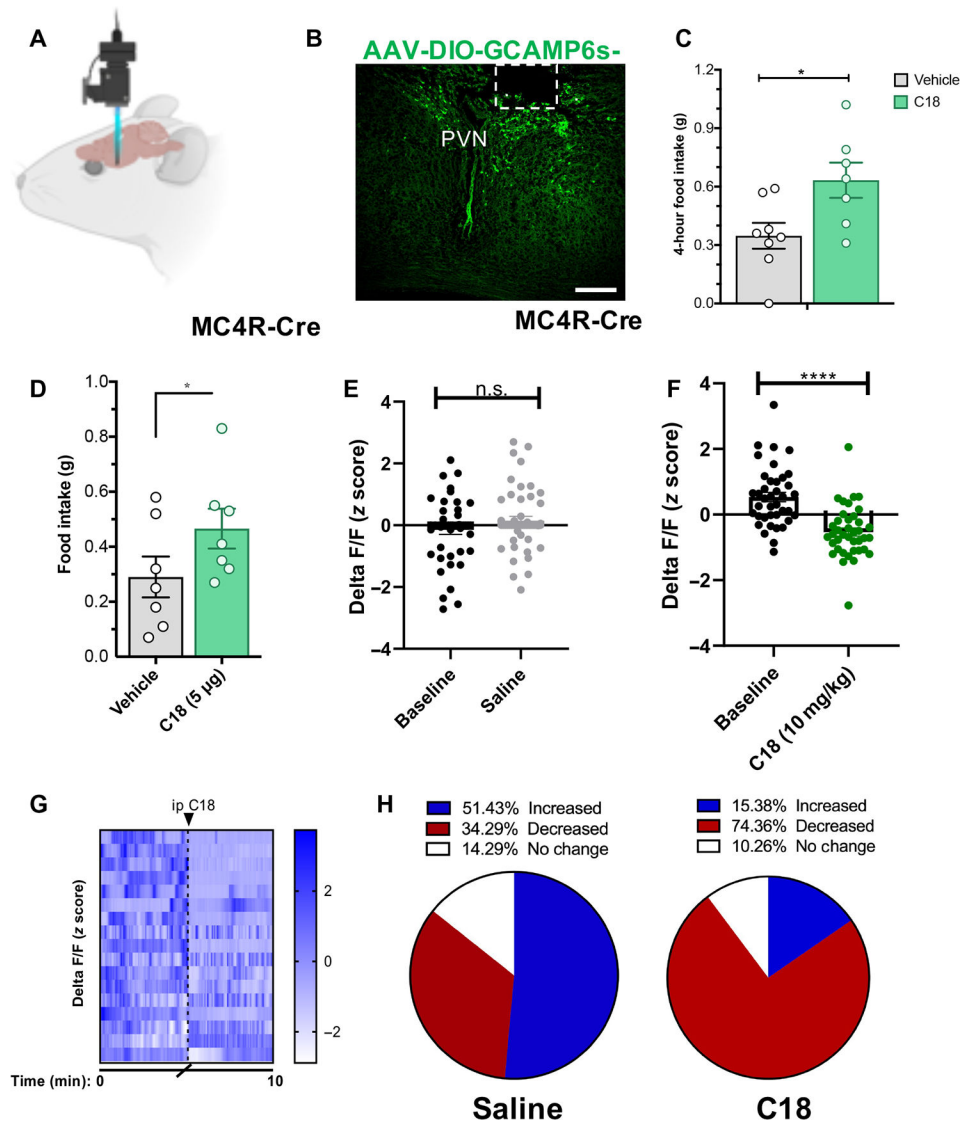 A
B
AAV-DIO-GCAMP6s-
PVN
MC4R-Cre
MC4R-Cre
C
Vehicle
C18
*
4-hour food intake (g)
1.2
0.9
0.6
0.3
0.0
D
*
Food intake (g)
1.0
0.8
0.6
0.4
0.2
0.0
Vehicle
C18 (5 µg)
E
n.s.
Delta F/F (z score)
4
2
0
−2
−4
Baseline
Saline
F
****
Delta F/F (z score)
4
2
0
−2
−4
Baseline
C18 (10 mg/kg)
G
ip C18
Delta F/F (z score)
2
0
−2
Time (min): 0 10
H
51.43% Increased
34.29% Decreased
14.29% No change
Saline
15.38% Increased
74.36% Decreased
10.26% No change
C18